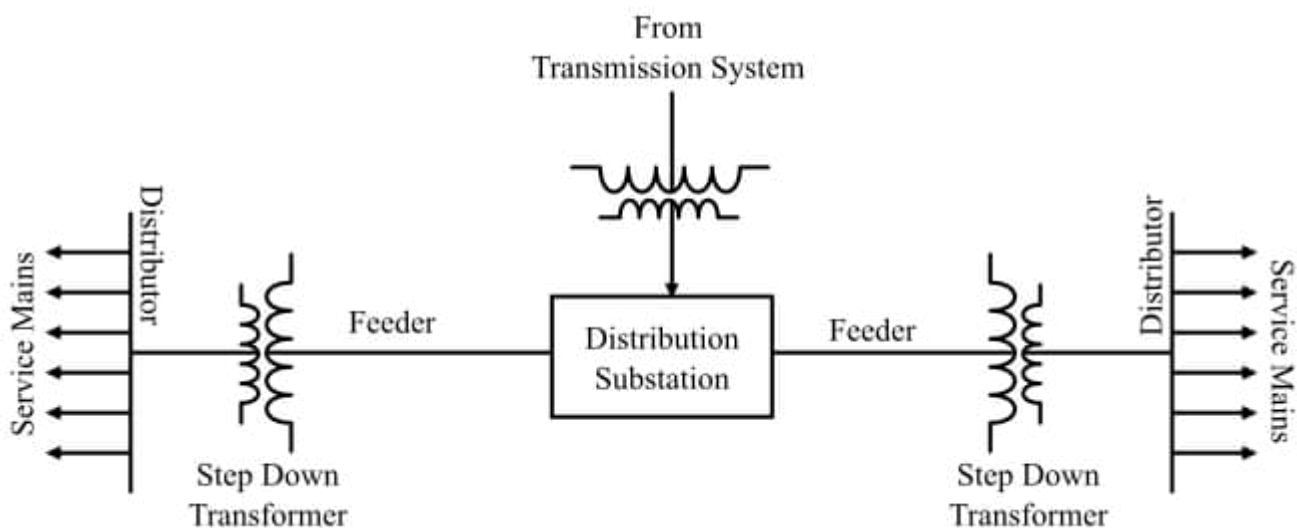 From
Transmission System
Distributor
Service Mains
Feeder
Distribution
Substation
Feeder
Distributor
Service Mains
Step Down
Transformer
Step Down
Transformer